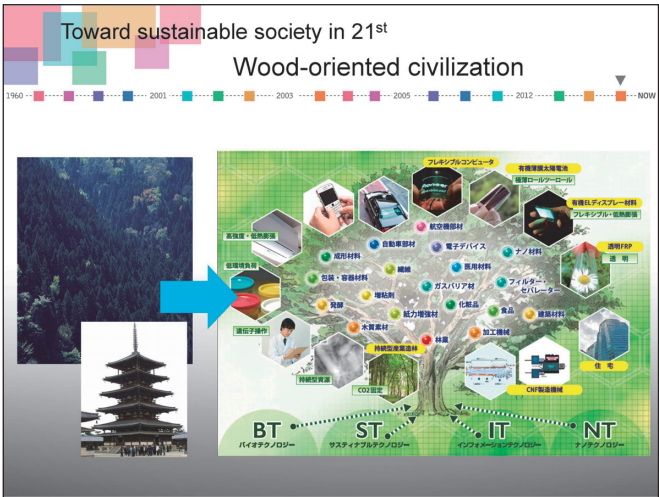 Toward sustainable society in 21st
Wood-oriented civilization
1960 2001 2003 2005 2012 NOW
フレキシブルコンピュータ
有機薄膜太陽電池
極薄ロールツーロール
有機ELディスプレー材料
フレキシブル・低熱膨張
高強度・低熱膨張
航空機部材
自動車部材
電子デバイス
透明FRP
透明
成形材料
ナノ材料
低環境負荷
繊維
医用材料
包装・容器材料
ガスバリア材
フィルター・
セパレーター
増粘剤
発酵
化粧品
食品
紙力増強材
建築材料
遺伝子操作
木質素材
林業
加工機械
持続型産業造林
住宅
持続型資源
CO2固定
CNF製造機械
BT ST IT NT
バイオテクノロジー サスティナブルテクノロジー インフォメーションテクノロジー ナノテクノロジー